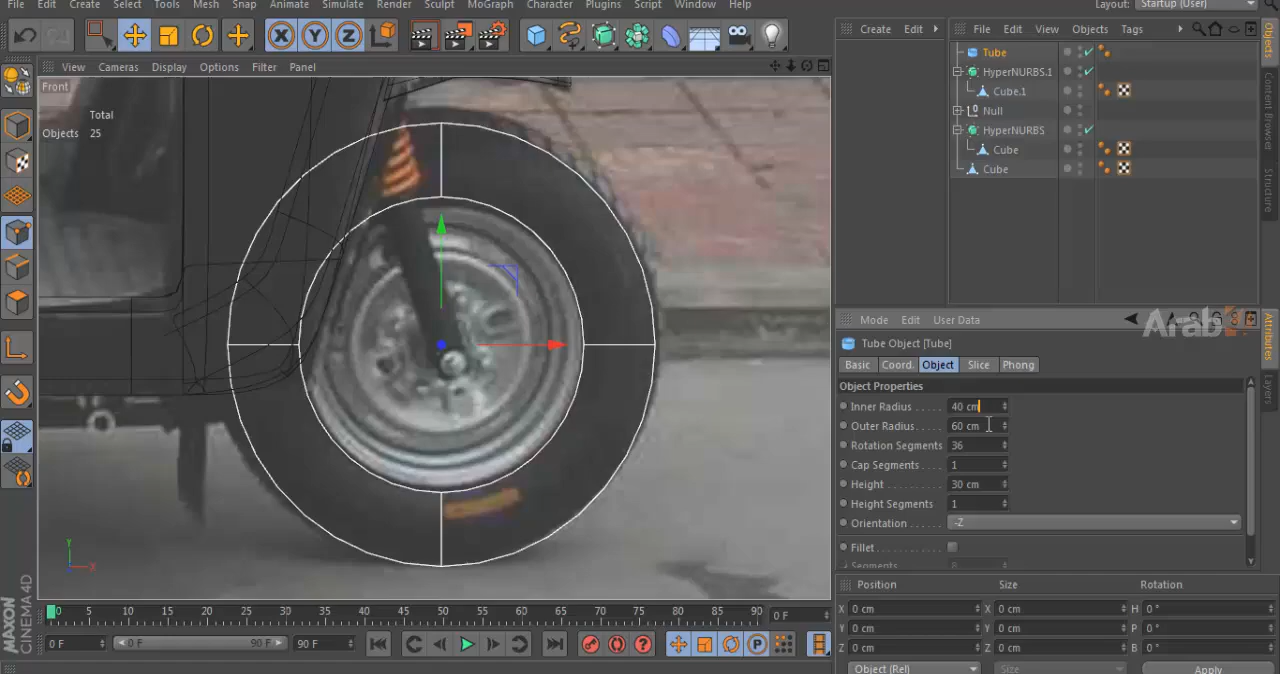 File Edit Create Select Tools Mesh Snap Animate Simulate Render Sculpt MoGraph Character Plugins Script Window Help
Layout: Startup (User)
Create Edit
File Edit View Objects Tags
View Cameras Display Options Filter Panel
Front
Total
Objects 25
Tube
HyperNURBS.1
Cube.1
Null
HyperNURBS
Cube
Cube
Objects
Content Browser
Structure
Mode Edit User Data
Arab
Attributes
Layers
Tube Object [Tube]
Basic Coord. Object Slice Phong
Object Properties
Inner Radius ..... 40 cm
Outer Radius ..... 60 cm
Rotation Segments 36
Cap Segments .... 1
Height ........ 30 cm
Height Segments 1
Orientation ...... -Z
Fillet
Segments 8
Position Size Rotation
X 0 cm X 0 cm H 0 °
Y 0 cm Y 0 cm P 0 °
Z 0 cm Z 0 cm B 0 °
Object (Rel) Size Apply
Y
X
0 5 10 15 20 25 30 35 40 45 50 55 60 65 70 75 80 85 90 0 F
0 F 0 F 90 F 90 F
MAXON
CINEMA 4D